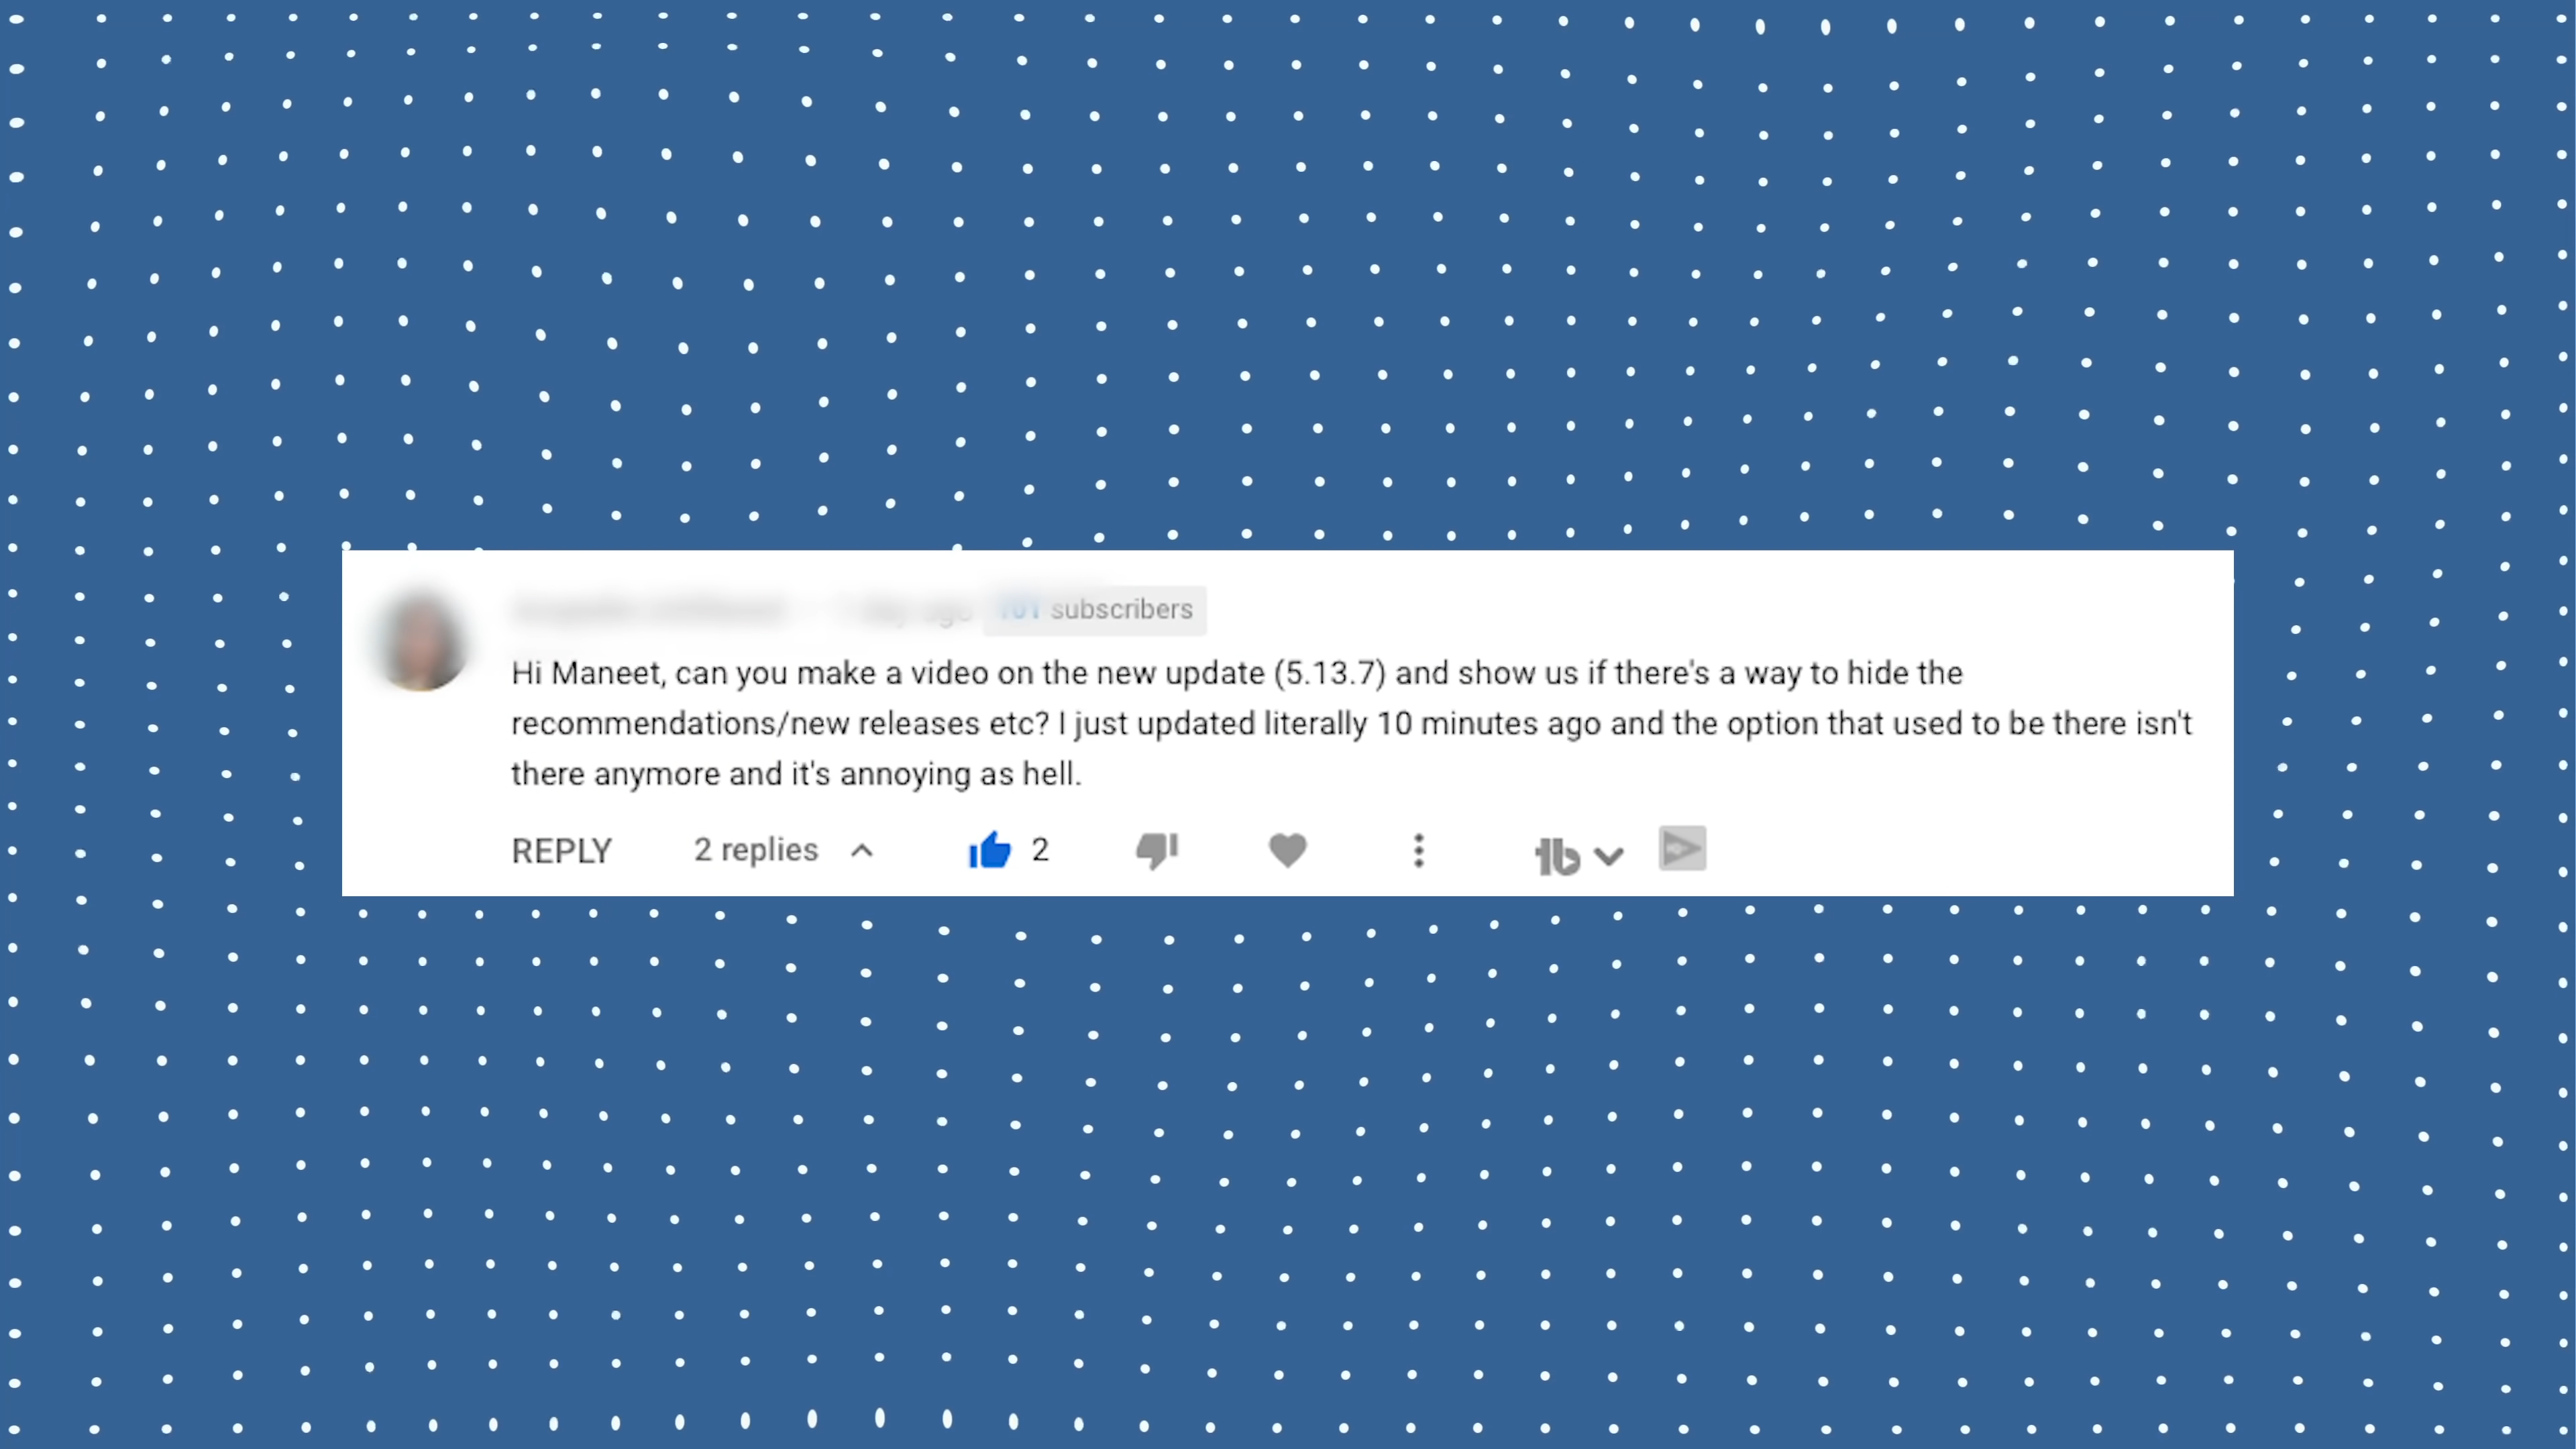 subscribers
Hi Maneet, can you make a video on the new update (5.13.7) and show us if there's a way to hide the
recommendations/new releases etc? I just updated literally 10 minutes ago and the option that used to be there isn't
there anymore and it's annoying as hell.
REPLY 2 replies 2